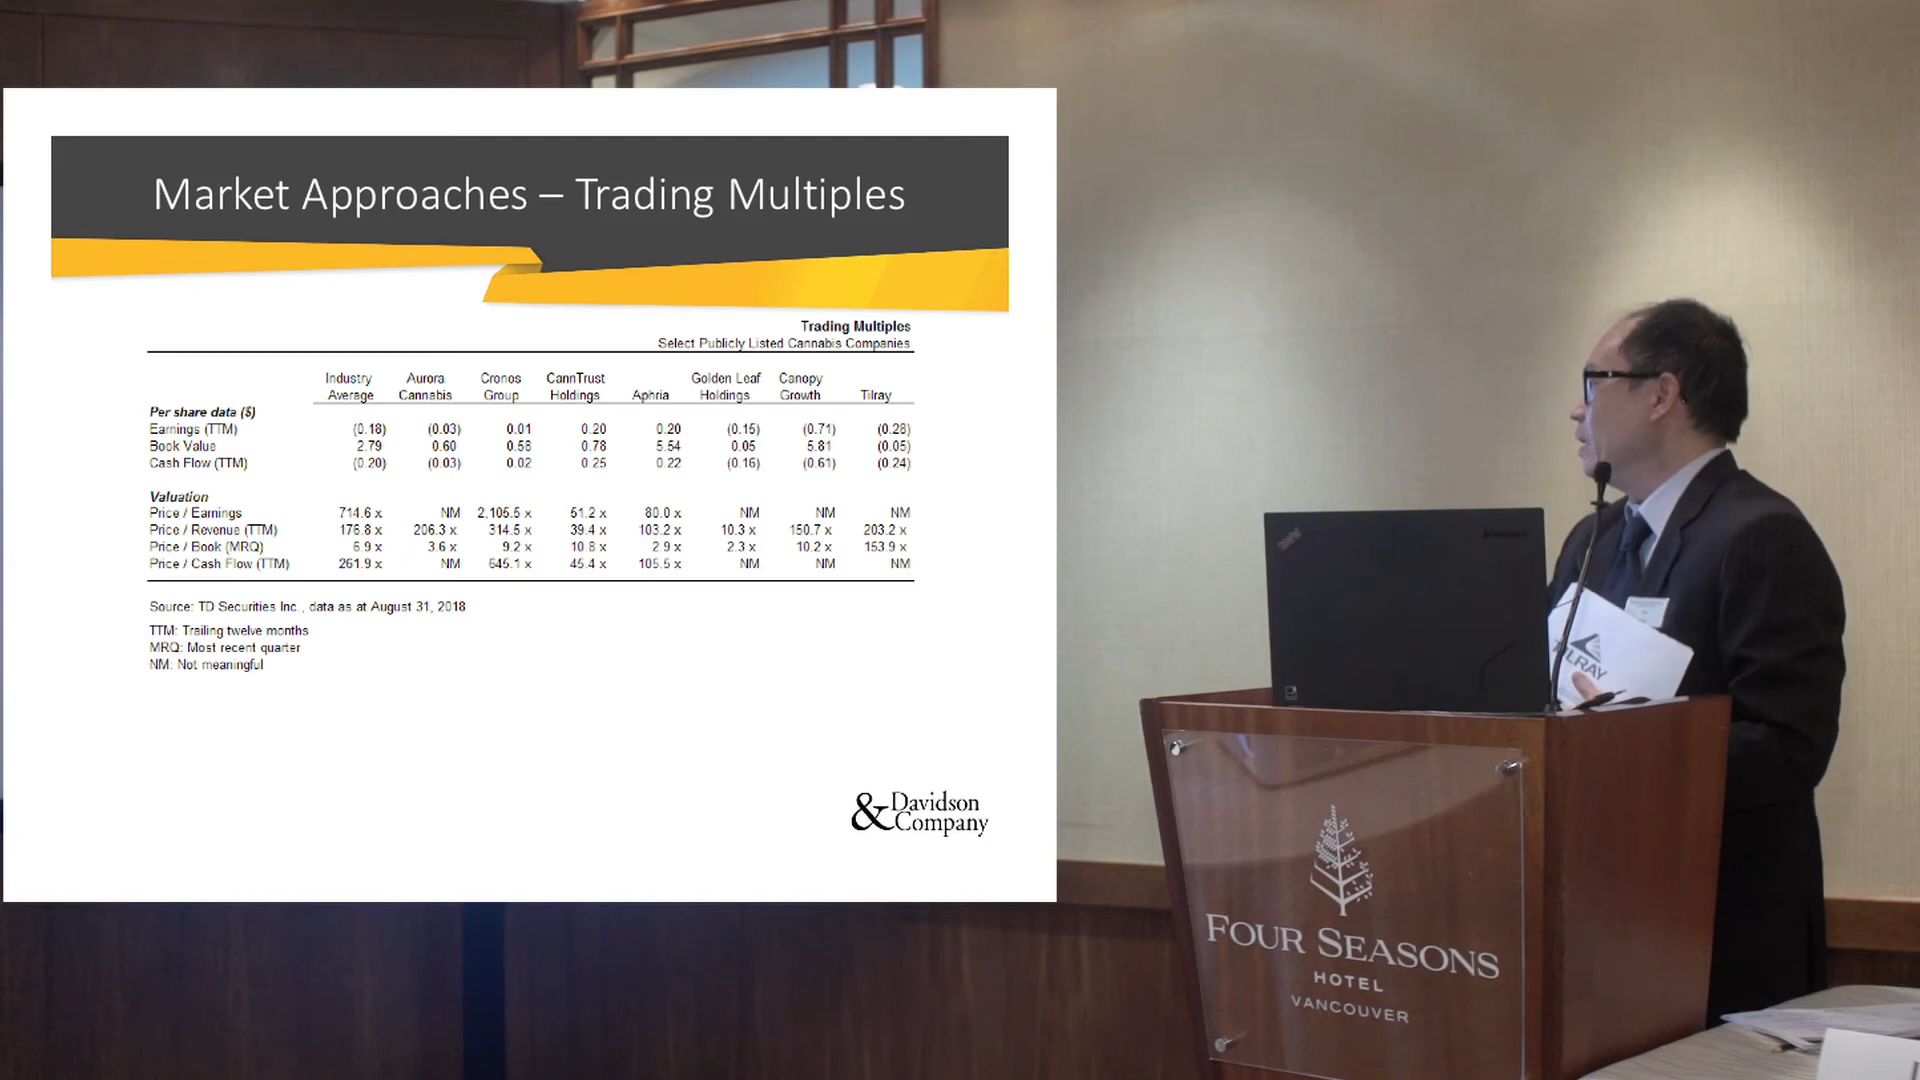 Market Approaches – Trading Multiples
Trading Multiples
Select Publicly Listed Cannabis Companies
Industry Aurora Cronos CannTrust Golden Leaf Canopy
Average Cannabis Group Holdings Aphria Holdings Growth Tilray
Per share data ($)
Earnings (TTM) (0.18) (0.03) 0.01 0.20 0.20 (0.15) (0.71) (0.28)
Book Value 2.79 0.60 0.58 0.78 5.54 0.05 5.81 (0.05)
Cash Flow (TTM) (0.20) (0.03) 0.02 0.25 0.22 (0.16) (0.61) (0.24)
Valuation
Price / Earnings 714.6 x NM 2,105.5 x 51.2 x 80.0 x NM NM NM
Price / Revenue (TTM) 176.8 x 206.3 x 314.5 x 39.4 x 103.2 x 10.3 x 150.7 x 203.2 x
Price / Book (MRQ) 6.9 x 3.6 x 9.2 x 10.8 x 2.9 x 2.3 x 10.2 x 153.9 x
Price / Cash Flow (TTM) 261.9 x NM 645.1 x 45.4 x 105.5 x NM NM NM
Source: TD Securities Inc., data as at August 31, 2018
TTM: Trailing twelve months
MRQ: Most recent quarter
NM: Not meaningful
& Davidson
Company
ThinkPad
FOUR SEASONS
HOTEL
VANCOUVER